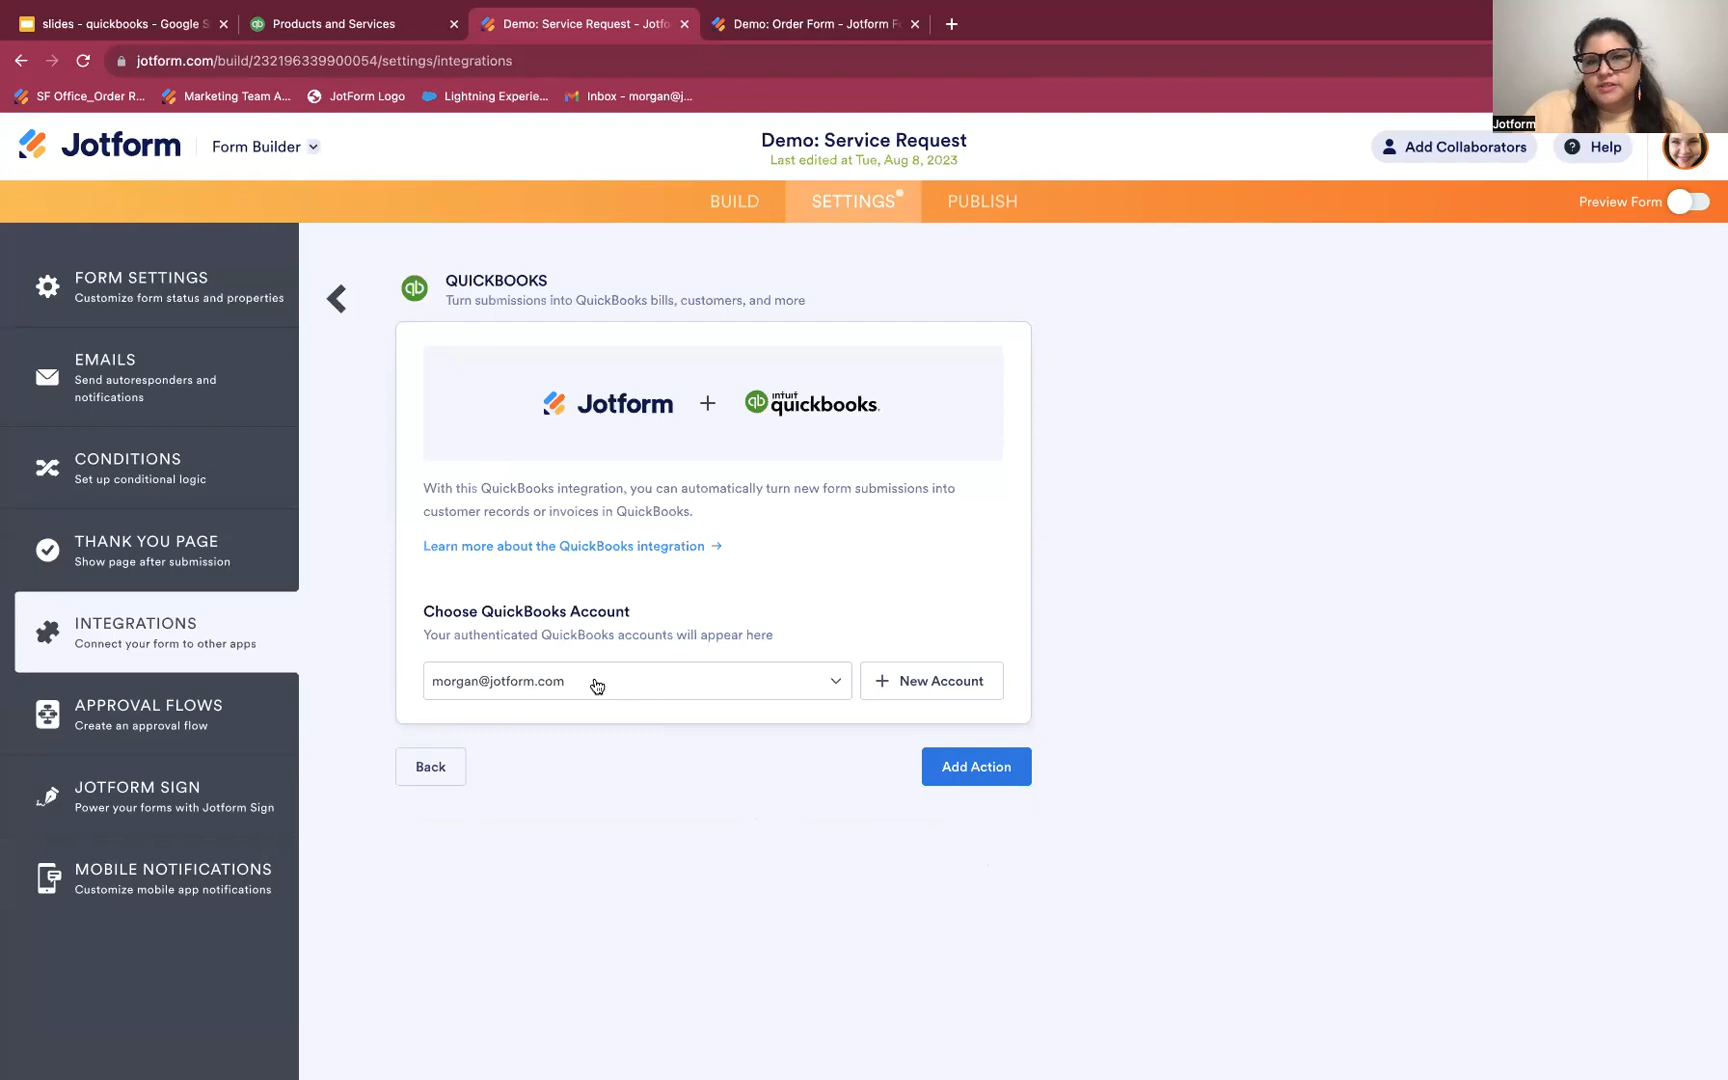 slides - quickbooks - Google S
Products and Services
Demo: Service Request - Jotfo
Demo: Order Form - Jotform Fo
jotform.com/build/232196339900054/settings/integrations
SF Office_Order R...
Marketing Team A...
JotForm Logo
Lightning Experie...
Inbox - morgan@j...
Jotform
Jotform
Form Builder
Demo: Service Request
Last edited at Tue, Aug 8, 2023
Add Collaborators
Help
BUILD
SETTINGS
PUBLISH
Preview Form
FORM SETTINGS
Customize form status and properties
EMAILS
Send autoresponders and
notifications
CONDITIONS
Set up conditional logic
THANK YOU PAGE
Show page after submission
INTEGRATIONS
Connect your form to other apps
APPROVAL FLOWS
Create an approval flow
JOTFORM SIGN
Power your forms with Jotform Sign
MOBILE NOTIFICATIONS
Customize mobile app notifications
qb
QUICKBOOKS
Turn submissions into QuickBooks bills, customers, and more
Jotform + qb intuit quickbooks.
With this QuickBooks integration, you can automatically turn new form submissions into
customer records or invoices in QuickBooks.
Learn more about the QuickBooks integration →
Choose QuickBooks Account
Your authenticated QuickBooks accounts will appear here
morgan@jotform.com
+ New Account
Back
Add Action